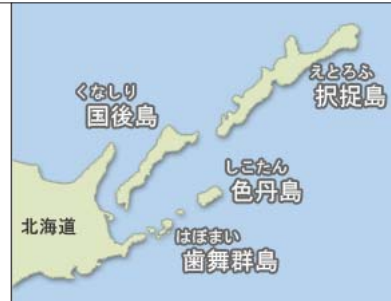 えとろふ
択捉島
くなしり
国後島
しこたん
色丹島
北海道
はぼまい
歯舞群島